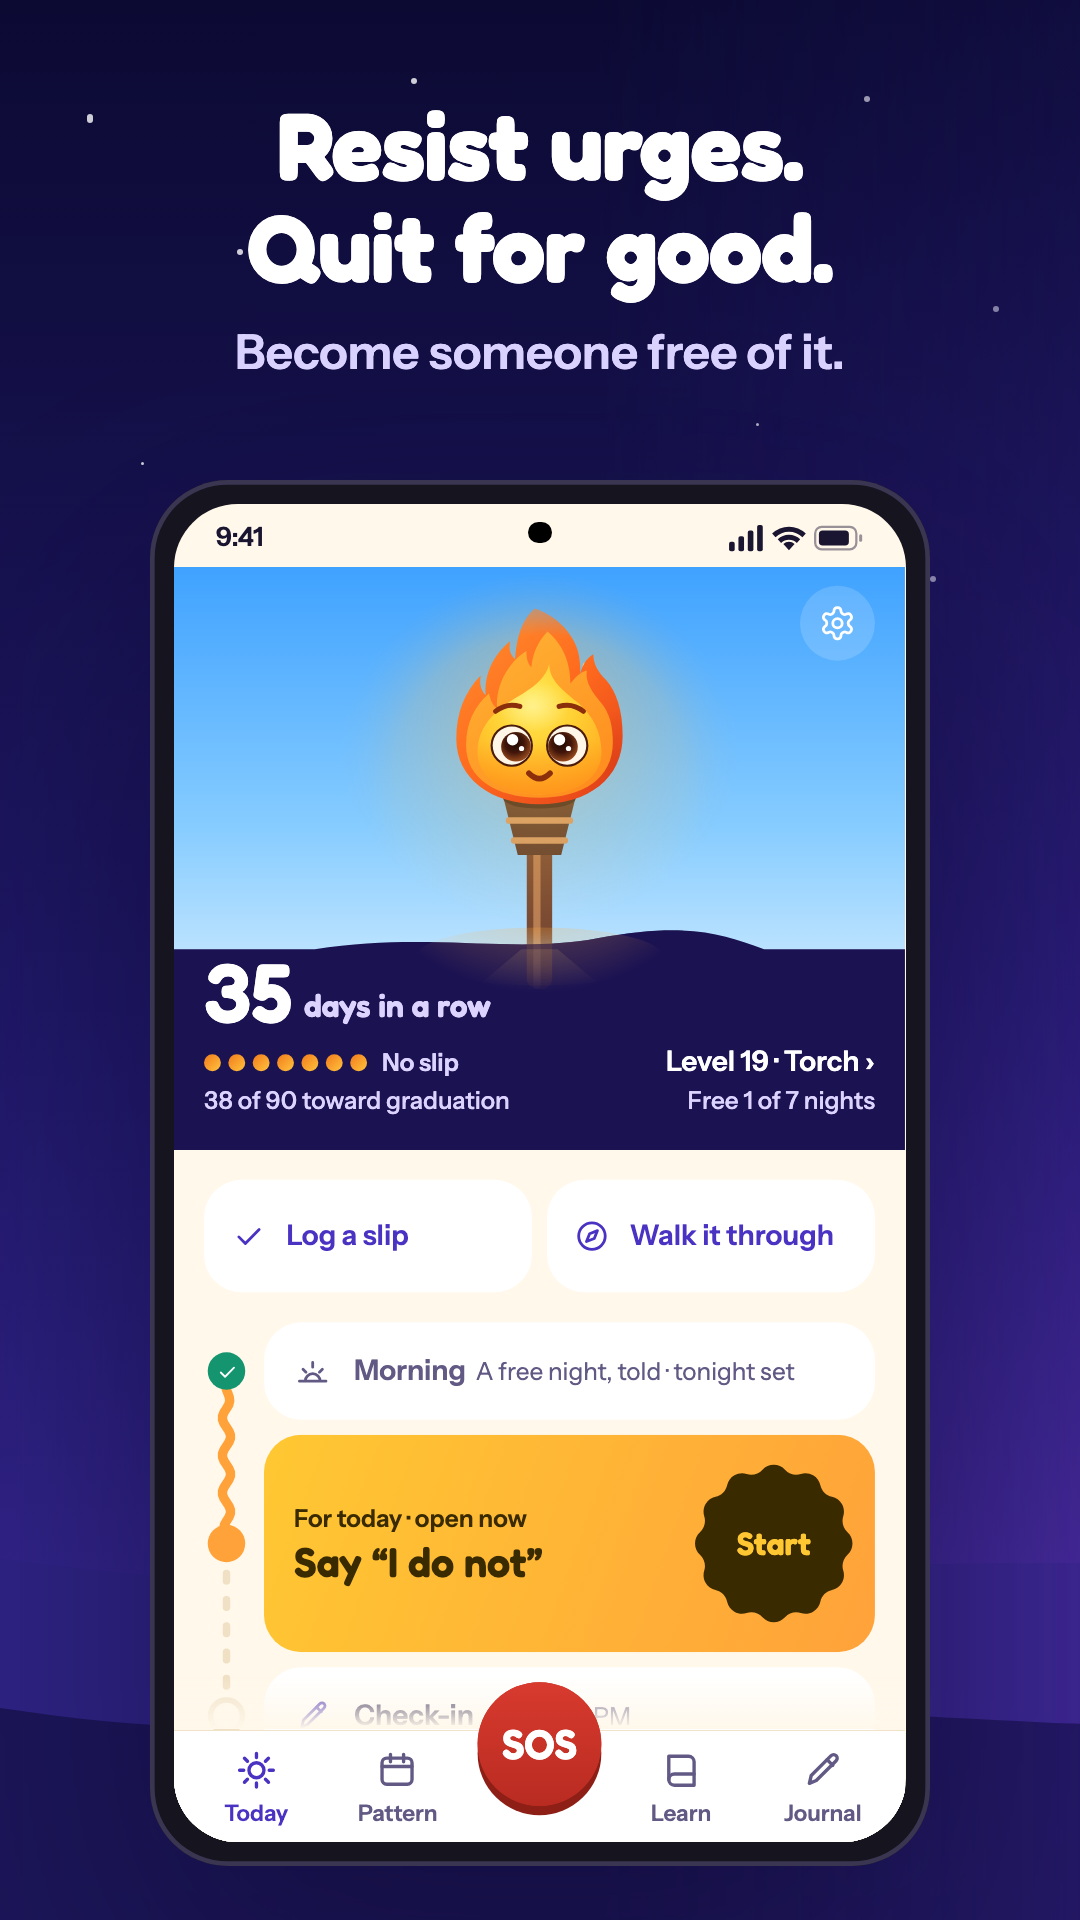 Resist urges.
Quit for good.
Become someone free of it.
9:41
35 days in a row
No slip
Level 19 · Torch ›
38 of 90 toward graduation
Free 1 of 7 nights
Log a slip
Walk it through
Morning A free night, told · tonight set
For today · open now
Say “I do not”
Start
Check-in
PM
SOS
Today
Pattern
Learn
Journal